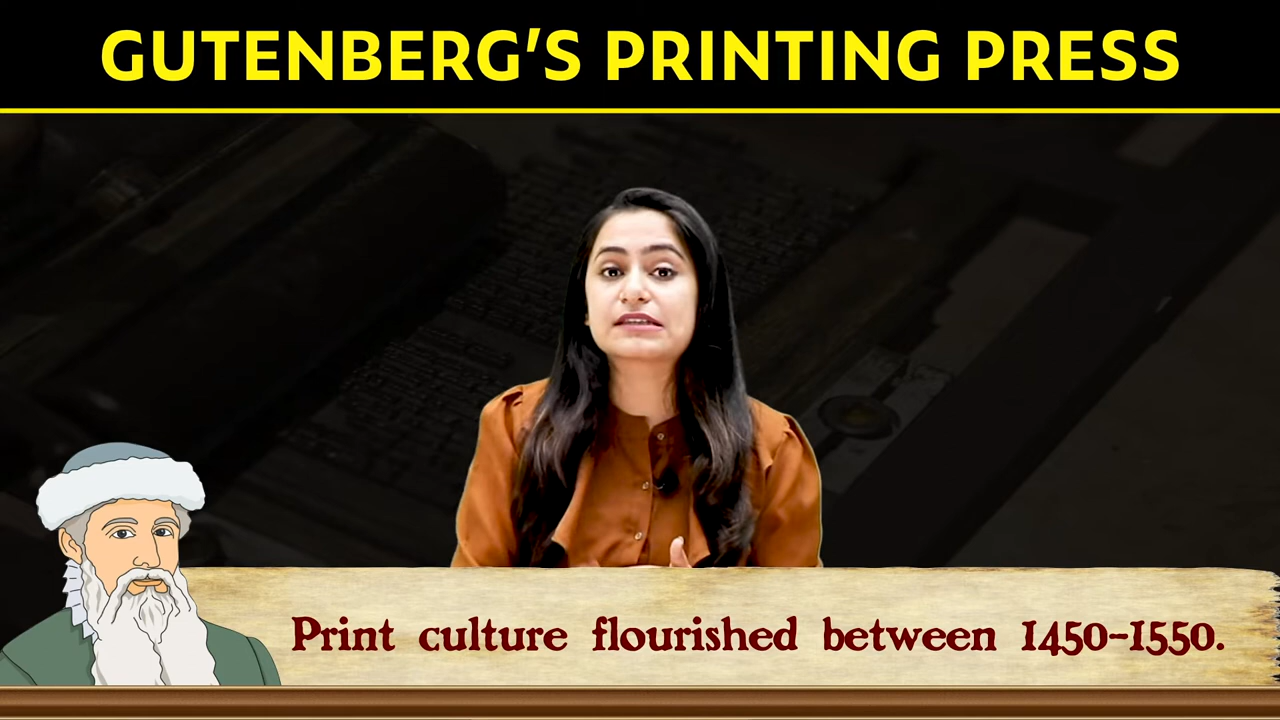 GUTENBERG'S PRINTING PRESS
Print culture flourished between 1450-1550.